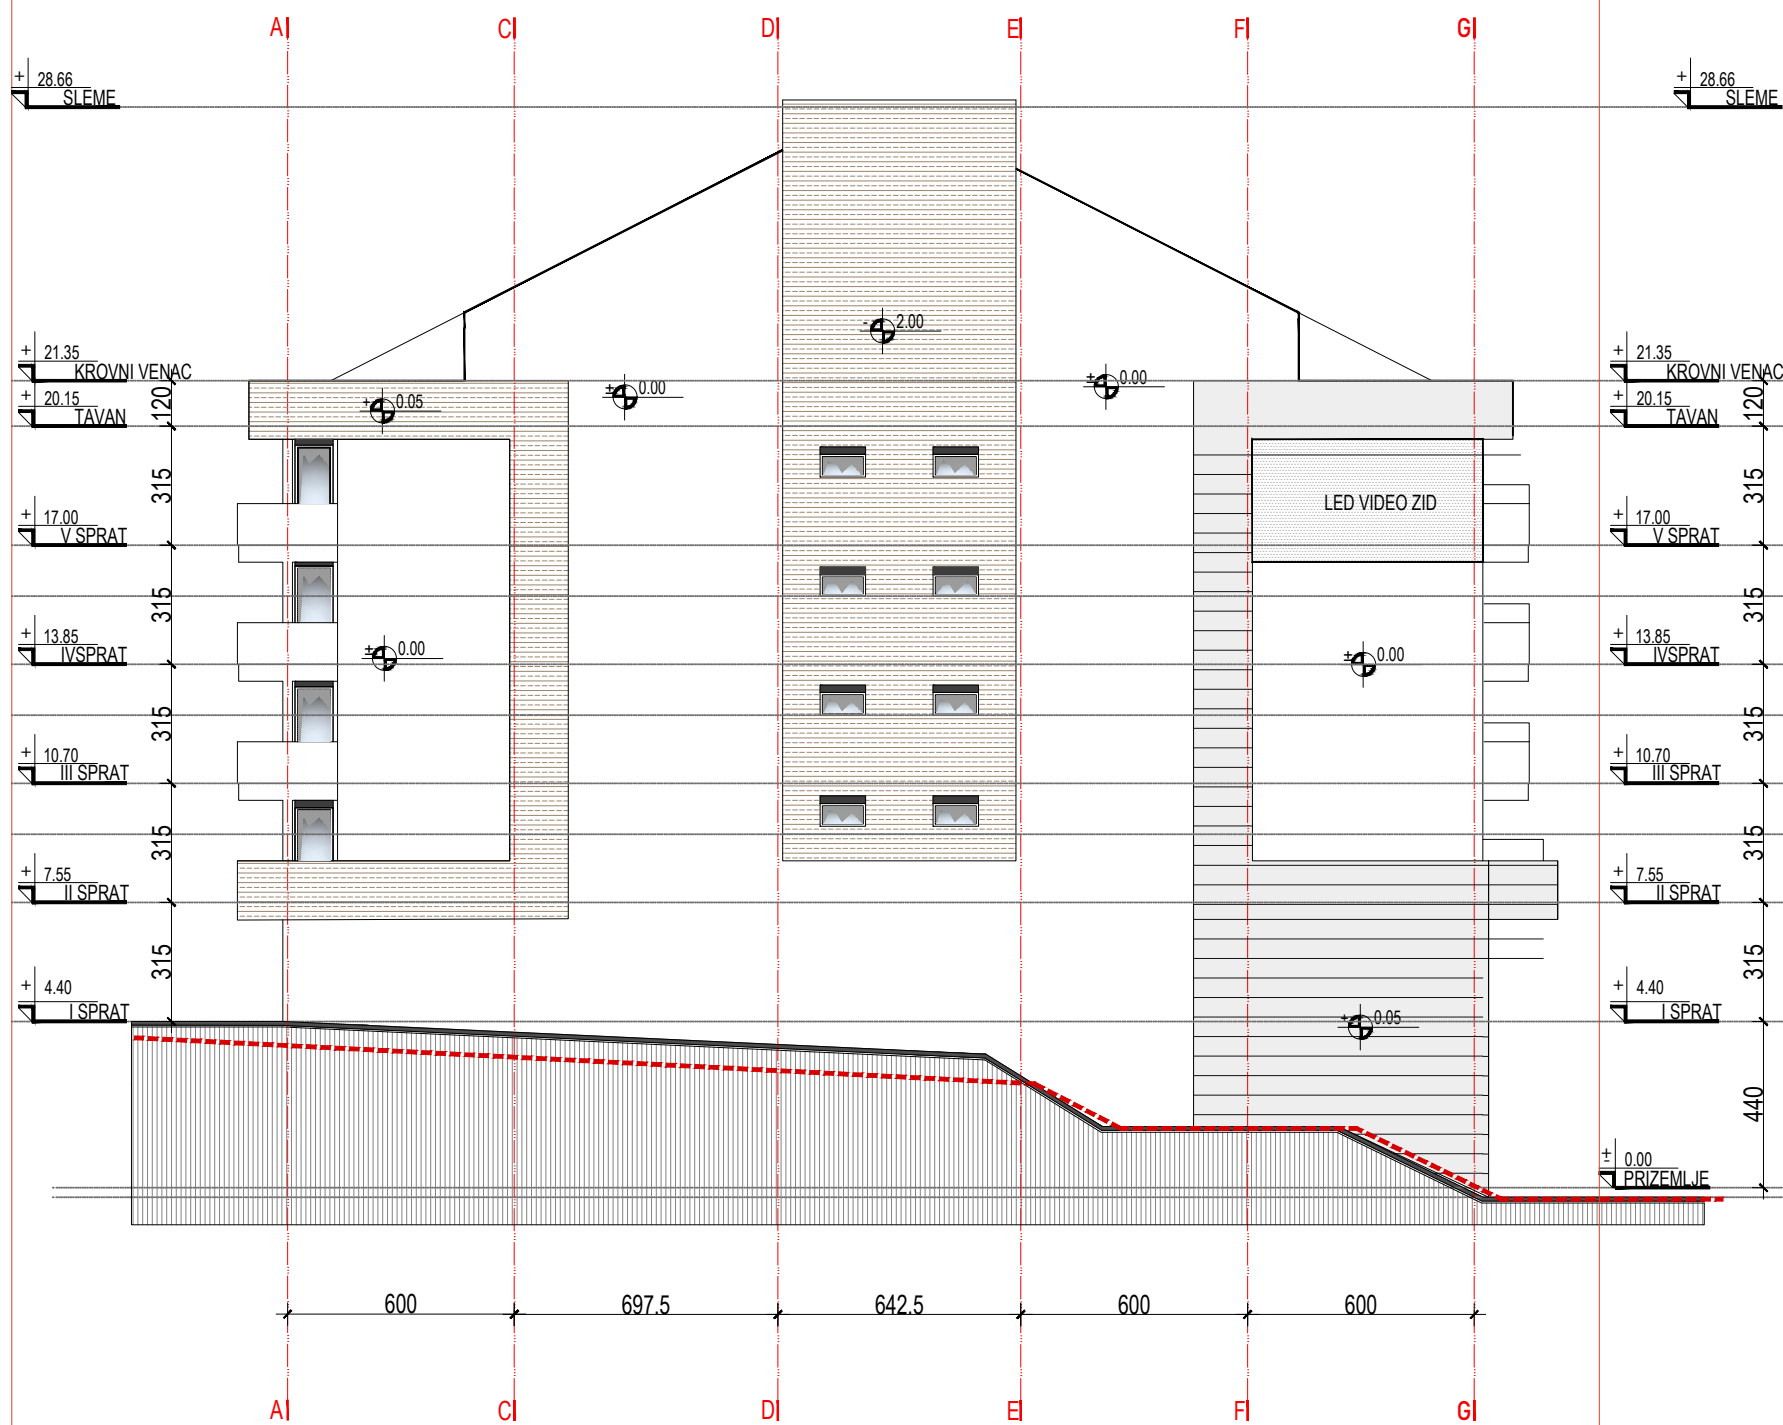 A C D E F G
+ 28.66 SLEME
+ 28.66 SLEME
- 2.00
+ 21.35 KROVNI VENAC
± 0.00
± 0.00
+ 21.35 KROVNI VENAC
120
+ 0.05
120
+ 20.15 TAVAN
+ 20.15 TAVAN
315
315
LED VIDEO ZID
+ 17.00 V SPRAT
+ 17.00 V SPRAT
315
315
+ 13.85 IVSPRAT
± 0.00
± 0.00
+ 13.85 IVSPRAT
315
315
+ 10.70 III SPRAT
+ 10.70 III SPRAT
315
315
+ 7.55 II SPRAT
+ 7.55 II SPRAT
315
315
+ 4.40 I SPRAT
+ 4.40 I SPRAT
+ 0.05
440
± 0.00 PRIZEMLJE
600 697.5 642.5 600 600
A C D E F G